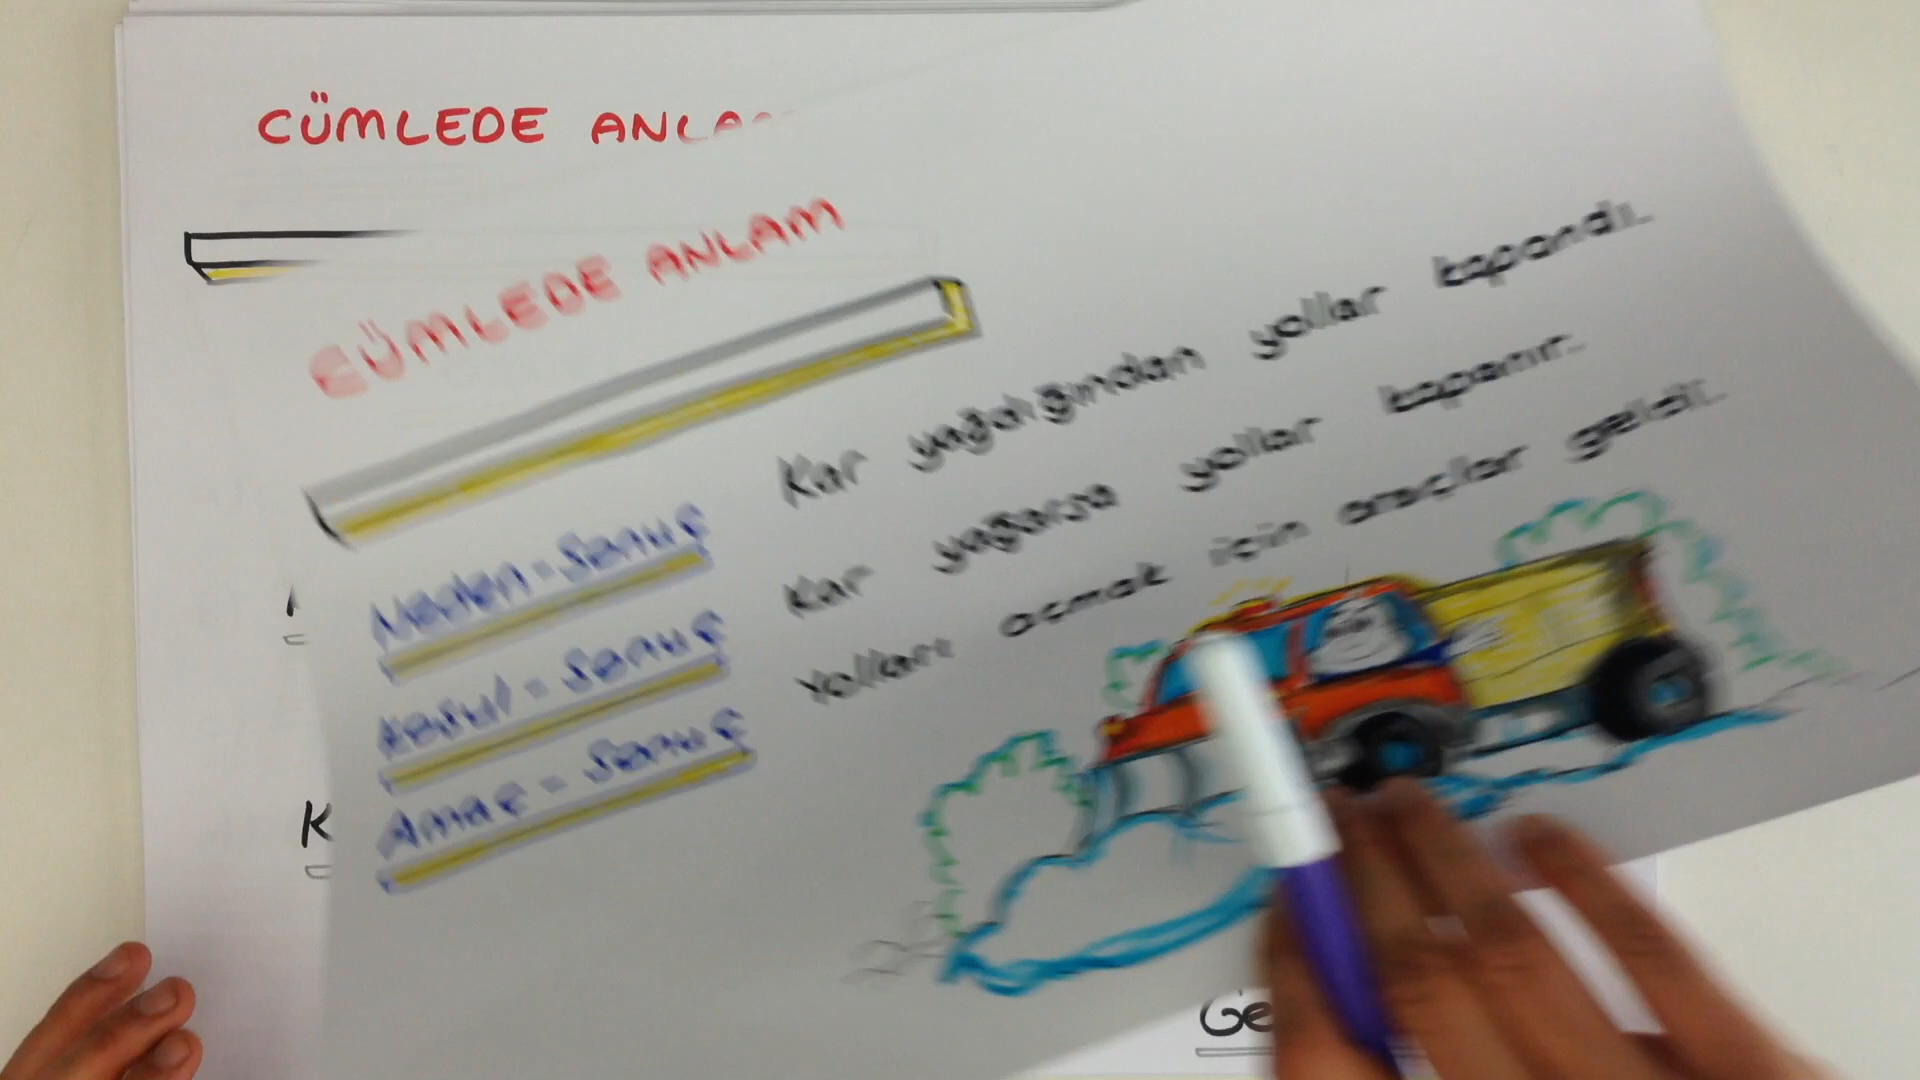 CÜMLEDE
CÜMLEDE ANLAM
Neden - Sonuç Kar yağdığından yollar kapandı.
Koşul - Sonuç Kar yağarsa yollar kapanır.
Amaç - Sonuç Yolları açmak için araçlar geldi.
K
Ge